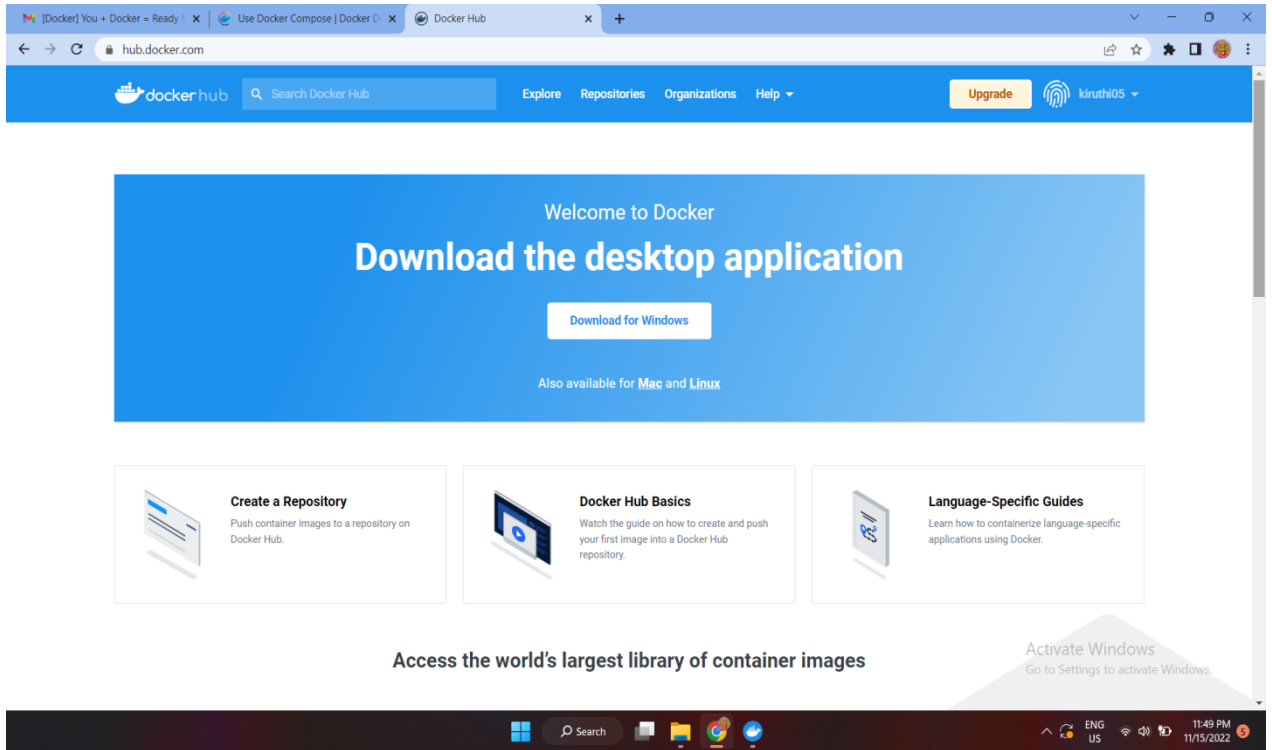 [Docker] You + Docker = Ready
Use Docker Compose | Docker D
Docker Hub
hub.docker.com
dockerhub
Search Docker Hub
Explore
Repositories
Organizations
Help
Upgrade
kiruthi05
Welcome to Docker
Download the desktop application
Download for Windows
Also available for Mac and Linux
Create a Repository
Push container images to a repository on
Docker Hub.
Docker Hub Basics
Watch the guide on how to create and push
your first image into a Docker Hub
repository.
Language-Specific Guides
Learn how to containerize language-specific
applications using Docker.
Access the world's largest library of container images
Activate Windows
Go to Settings to activate Windows.
Search
ENG
US
11:49 PM
11/15/2022
5